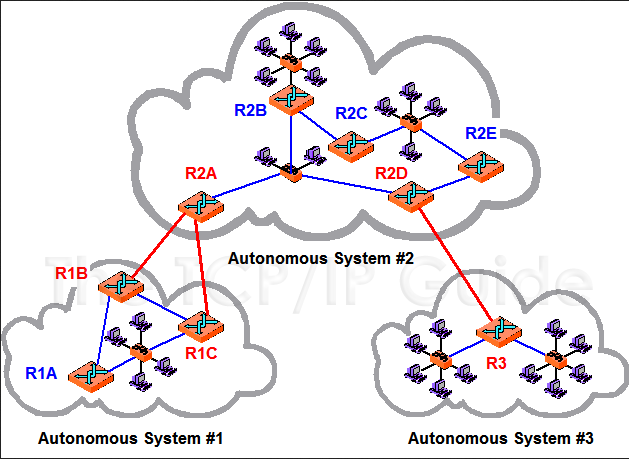 R2B
R2C
R2E
R2A
R2D
Autonomous System #2
The TCP/IP Guide
R1B
R1C
R1A
R3
Autonomous System #1
Autonomous System #3